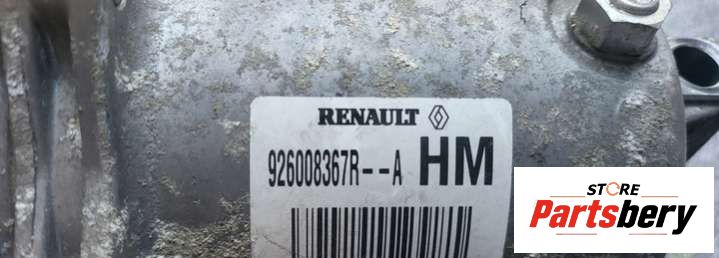 RENAULT
926008367R--A HM
STORE
Partsbery